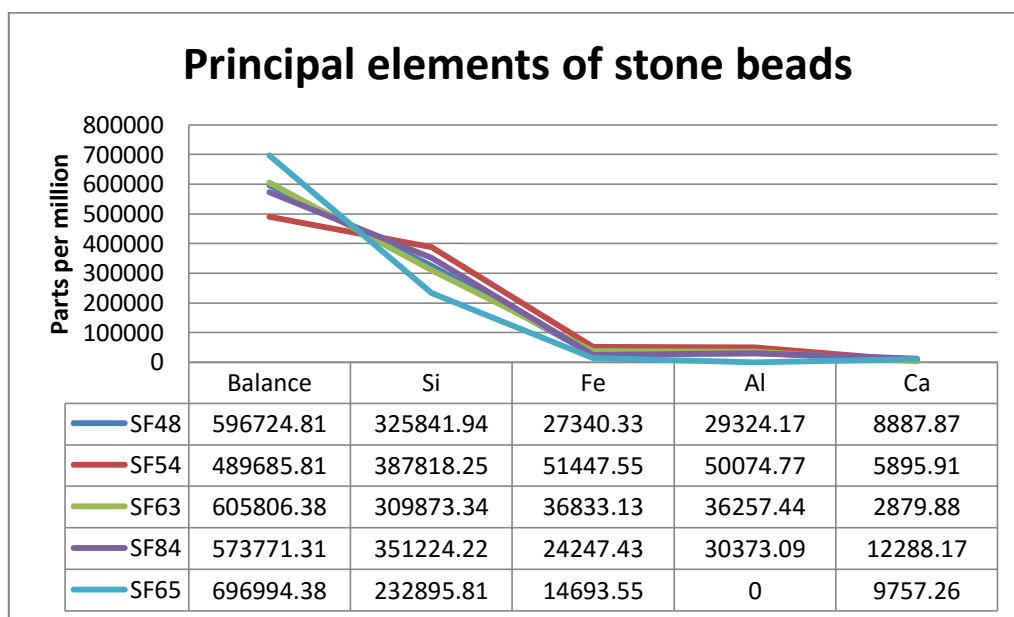 Principal elements of stone beads
Parts per million
800000
700000
600000
500000
400000
300000
200000
100000
0
Balance Si Fe Al Ca
SF48 596724.81 325841.94 27340.33 29324.17 8887.87
SF54 489685.81 387818.25 51447.55 50074.77 5895.91
SF63 605806.38 309873.34 36833.13 36257.44 2879.88
SF84 573771.31 351224.22 24247.43 30373.09 12288.17
SF65 696994.38 232895.81 14693.55 0 9757.26